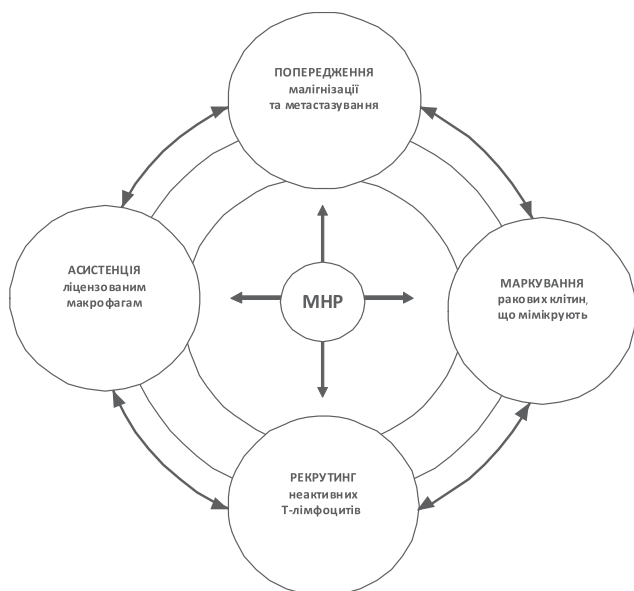 ПОПЕРЕДЖЕННЯ
малігнізації
та метастазування
АСИСТЕНЦІЯ
ліцензованим
макрофагам
МНР
МАРКУВАННЯ
ракових клітин,
що мімікрують
РЕКРУТИНГ
неактивних
Т-лімфоцитів